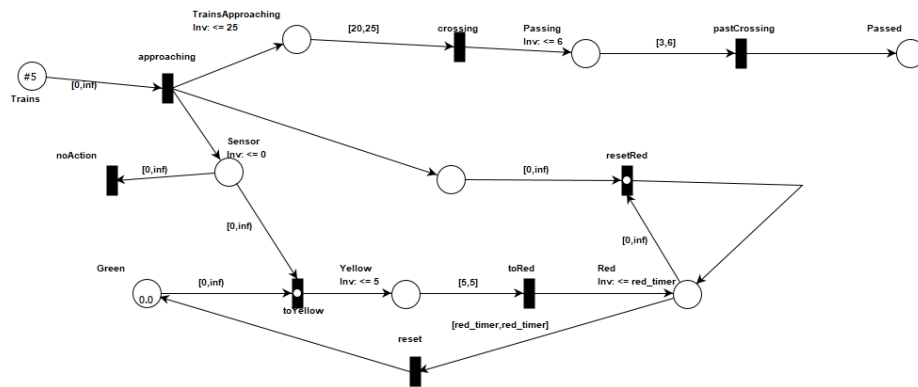 TrainsApproaching
Inv: <= 25
[20,25]
crossing
Passing
Inv: <= 6
[3,6]
pastCrossing
Passed
approaching
#5
[0,inf)
Trains
Sensor
Inv: <= 0
noAction
[0,inf)
[0,inf)
resetRed
[0,inf)
[0,inf)
Green
0.0
[0,inf)
toYellow
Yellow
Inv: <= 5
[5,5]
toRed
Red
Inv: <= red_timer
[red_timer,red_timer]
reset